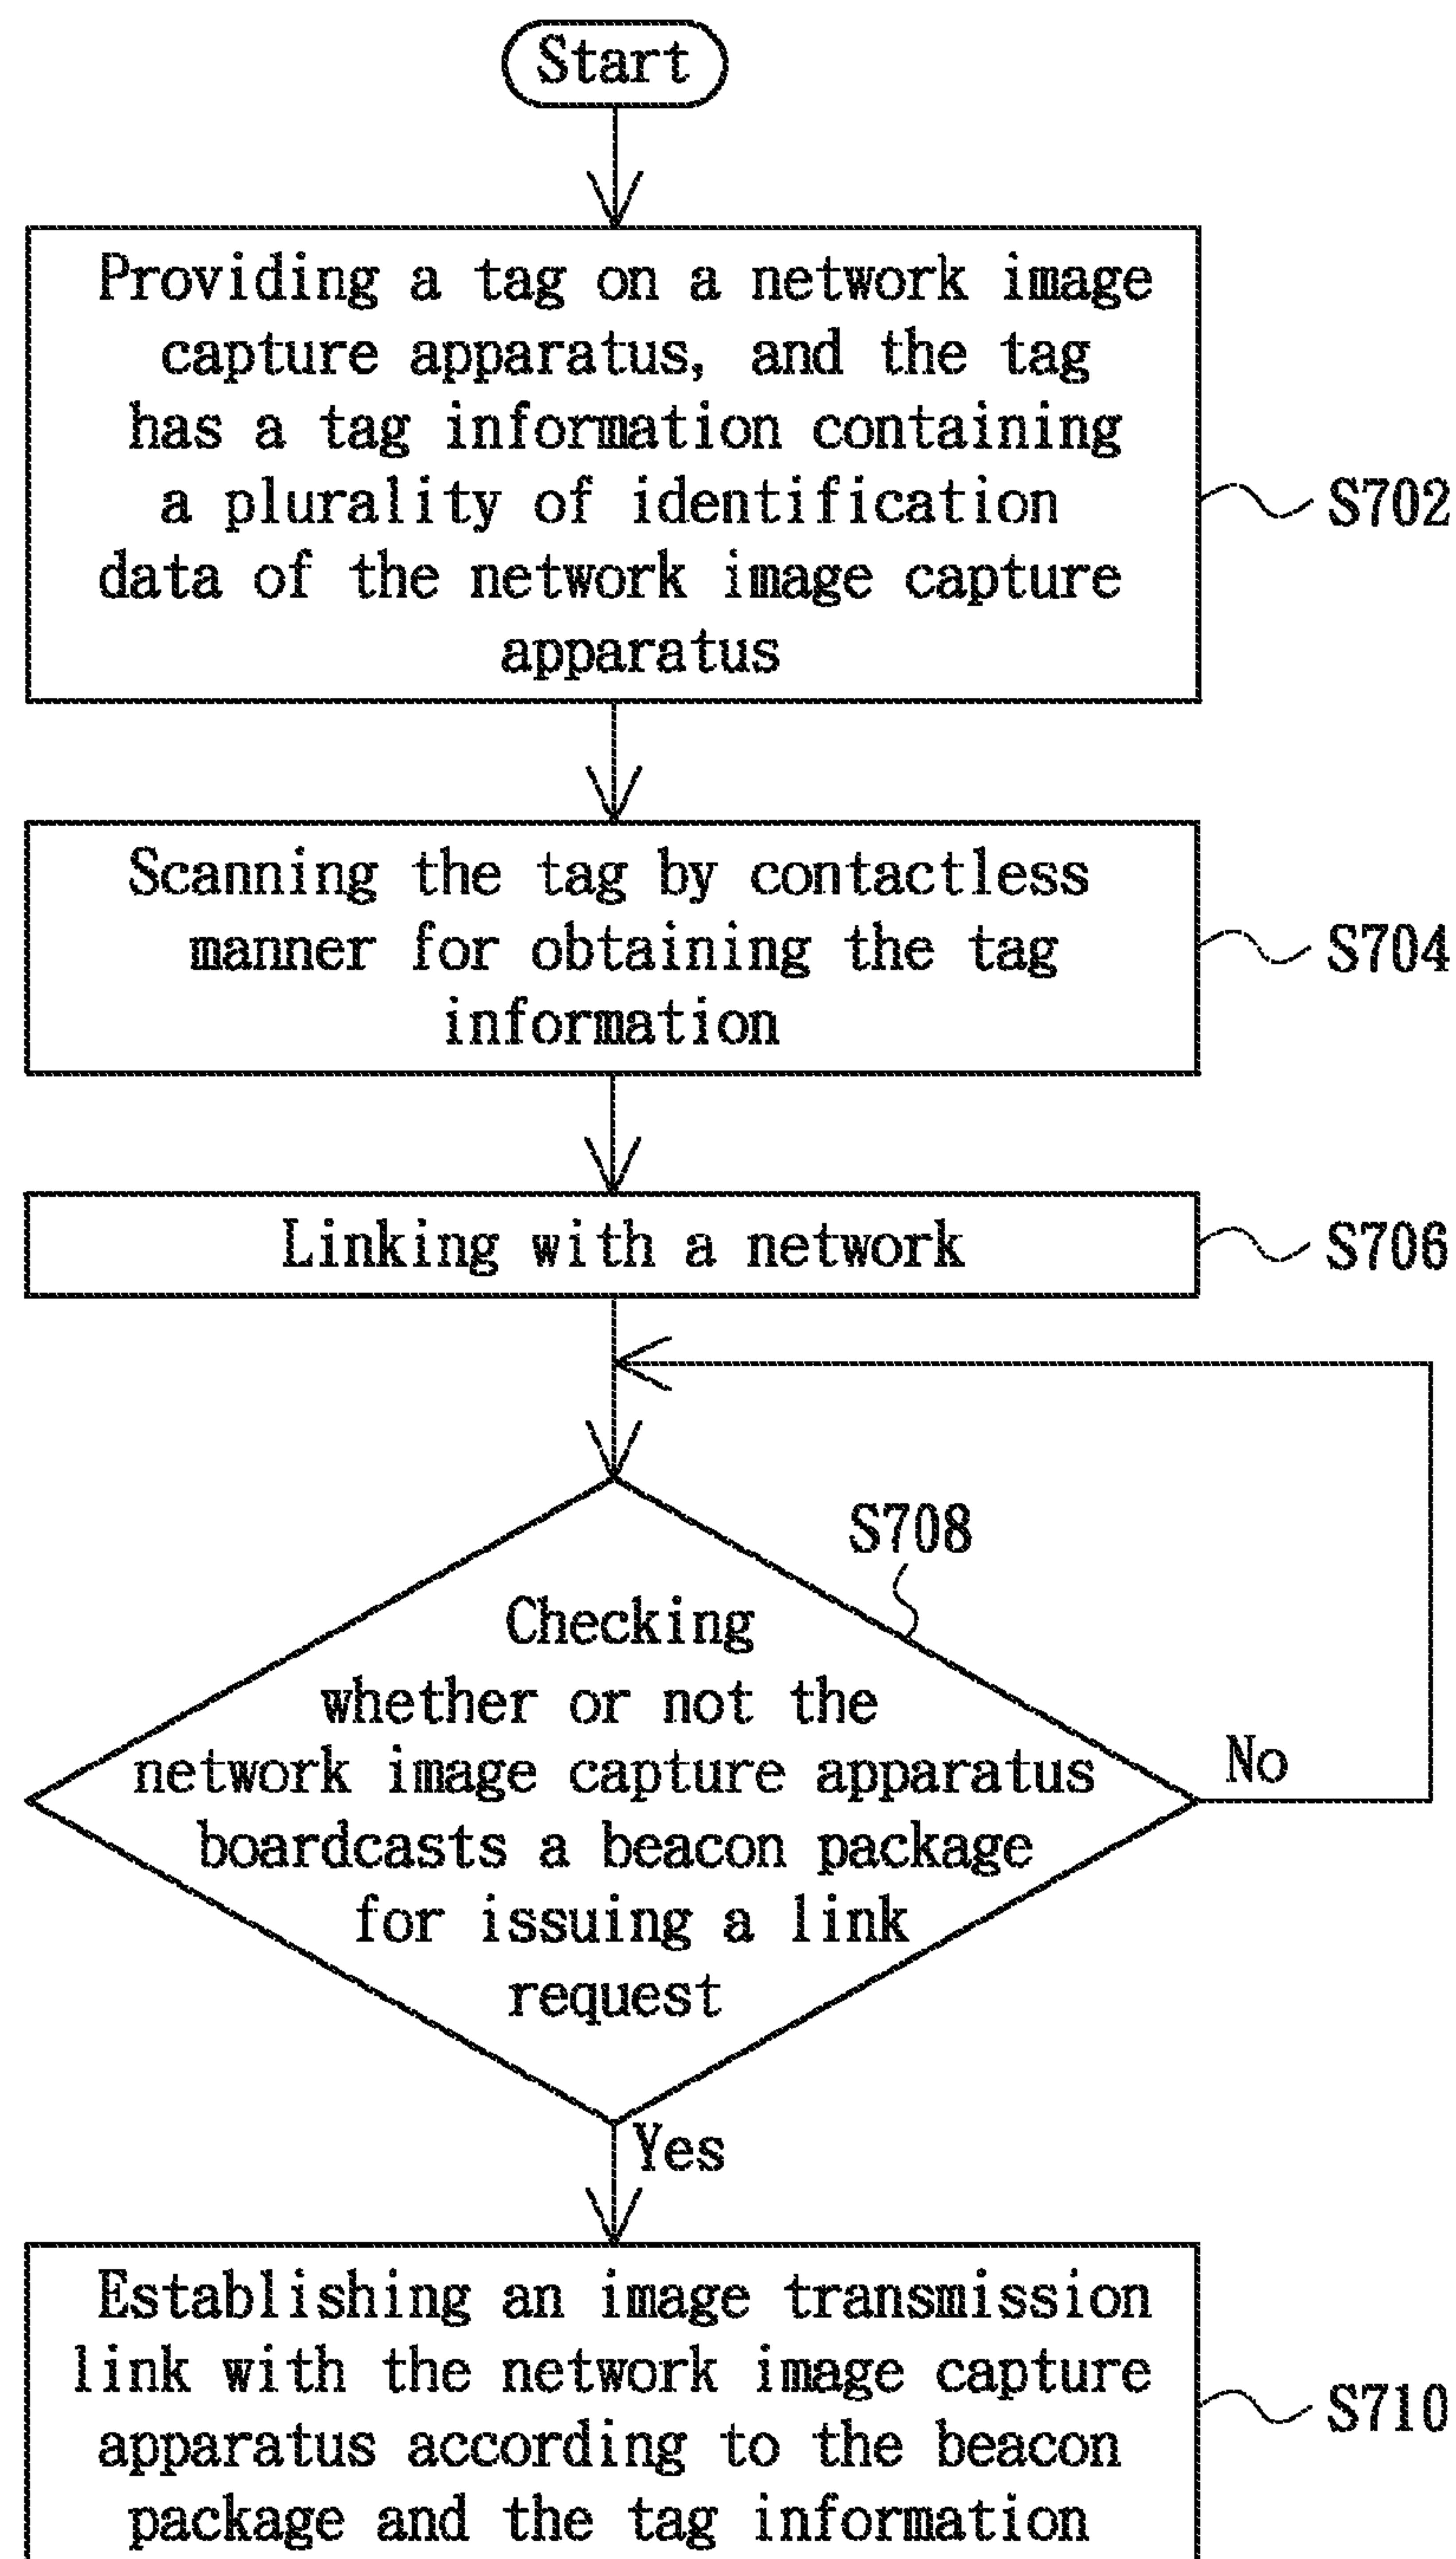 Start
Providing a tag on a network image
capture apparatus, and the tag
has a tag information containing
a plurality of identification
data of the network image capture
apparatus
S702
Scanning the tag by contactless
manner for obtaining the tag
information
S704
Linking with a network
S706
S708
Checking
whether or not the
network image capture apparatus
boardcasts a beacon package
for issuing a link
request
No
Yes
Establishing an image transmission
link with the network image capture
apparatus according to the beacon
package and the tag information
S710